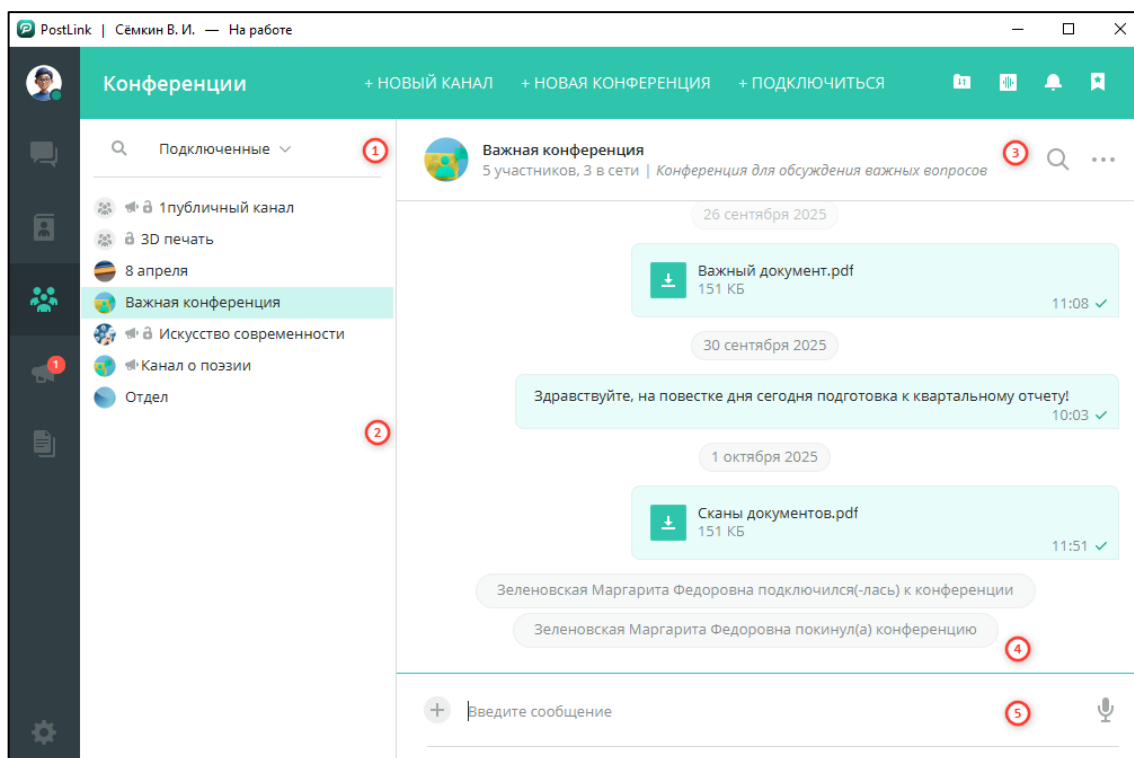 PostLink | Сёмкин В. И. — На работе
Конференции
+ НОВЫЙ КАНАЛ
+ НОВАЯ КОНФЕРЕНЦИЯ
+ ПОДКЛЮЧИТЬСЯ
1
Подключенные
1
1публичный канал
3D печать
8 апреля
Важная конференция
Искусство современности
Канал о поэзии
Отдел
2
Важная конференция
5 участников, 3 в сети | Конференция для обсуждения важных вопросов
3
26 сентября 2025
Важный документ.pdf
151 КБ
11:08
30 сентября 2025
Здравствуйте, на повестке дня сегодня подготовка к квартальному отчету!
10:03
1 октября 2025
Сканы документов.pdf
151 КБ
11:51
Зеленовская Маргарита Федоровна подключился(-лась) к конференции
Зеленовская Маргарита Федоровна покинул(а) конференцию
4
Введите сообщение
5